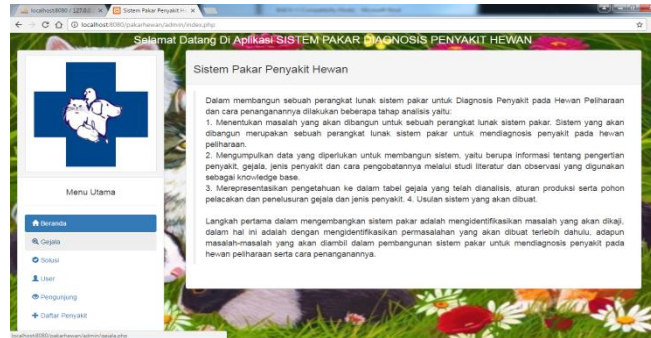 localhost:8080 / 127.0.0
Sistem Pakar Penyakit H
localhost:8080/pakarhewan/admin/index.php
Selamat Datang Di Aplikasi SISTEM PAKAR DIAGNOSIS PENYAKIT HEWAN
Sistem Pakar Penyakit Hewan
Dalam membangun sebuah perangkat lunak sistem pakar untuk Diagnosis Penyakit pada Hewan Peliharaan
dan cara penanganannya dilakukan beberapa tahap analisis yaitu:
1. Menentukan masalah yang akan dibangun untuk sebuah perangkat lunak sistem pakar. Sistem yang akan
dibangun merupakan sebuah perangkat lunak sistem pakar untuk mendiagnosis penyakit pada hewan
peliharaan.
2. Mengumpulkan data yang diperlukan untuk membangun sistem, yaitu berupa informasi tentang pengertian
penyakit, gejala, jenis penyakit dan cara pengobatannya melalui studi literatur dan observasi yang digunakan
sebagai knowledge base.
3. Merepresentasikan pengetahuan ke dalam tabel gejala yang telah dianalisis, aturan produksi serta pohon
pelacakan dan penelusuran gejala dan jenis penyakit. 4. Usulan sistem yang akan dibuat.
Langkah pertama dalam mengembangkan sistem pakar adalah mengidentifikasikan masalah yang akan dikaji,
dalam hal ini adalah dengan mengidentifikasikan permasalahan yang akan dibuat terlebih dahulu, adapun
masalah-masalah yang akan diambil dalam pembangunan sistem pakar untuk mendiagnosis penyakit pada
hewan peliharaan serta cara penanganannya.
Menu Utama
Beranda
Gejala
Solusi
User
Pengunjung
Daftar Penyakit
localhost:8080/pakarhewan/admin/gejala.php